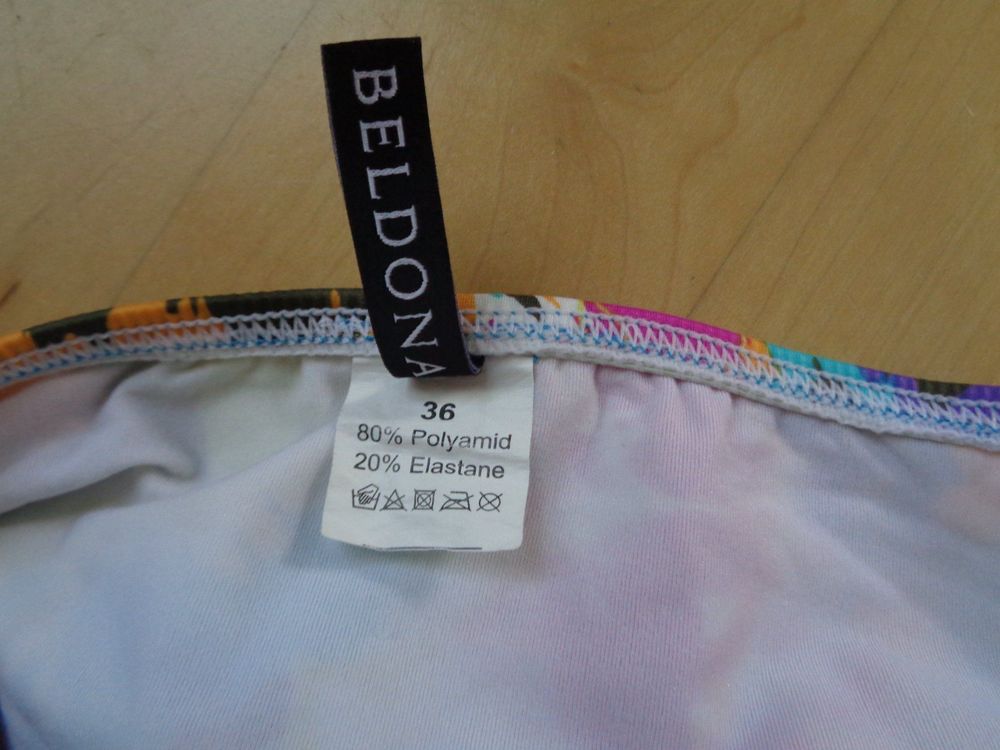 BELDONA
36
80% Polyamid
20% Elastane